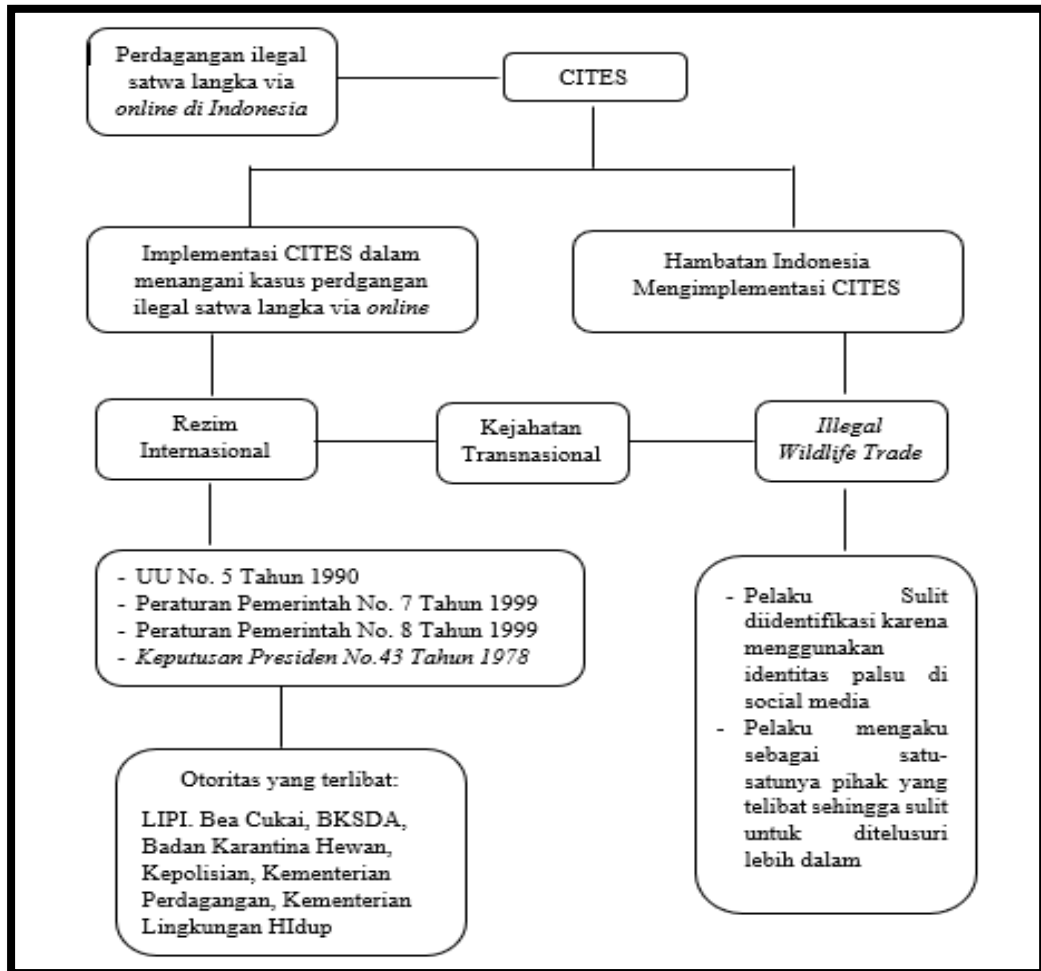 Perdagangan ilegal
satwa langka via
online di Indonesia
CITES
Implementasi CITES dalam
menangani kasus perdgangan
ilegal satwa langka via online
Hambatan Indonesia
Mengimplementasi CITES
Rezim
Internasional
Kejahatan
Transnasional
Illegal
Wildlife Trade
- UU No. 5 Tahun 1990
- Peraturan Pemerintah No. 7 Tahun 1999
- Peraturan Pemerintah No. 8 Tahun 1999
- Keputusan Presiden No.43 Tahun 1978
- Pelaku Sulit
diidentifikasi karena
menggunakan
identitas palsu di
social media
- Pelaku mengaku
sebagai satu-
satunya pihak yang
telibat sehingga sulit
untuk ditelusuri
lebih dalam
Otoritas yang terlibat:
LIPI. Bea Cukai, BKSDA,
Badan Karantina Hewan,
Kepolisian, Kementerian
Perdagangan, Kementerian
Lingkungan HIdup